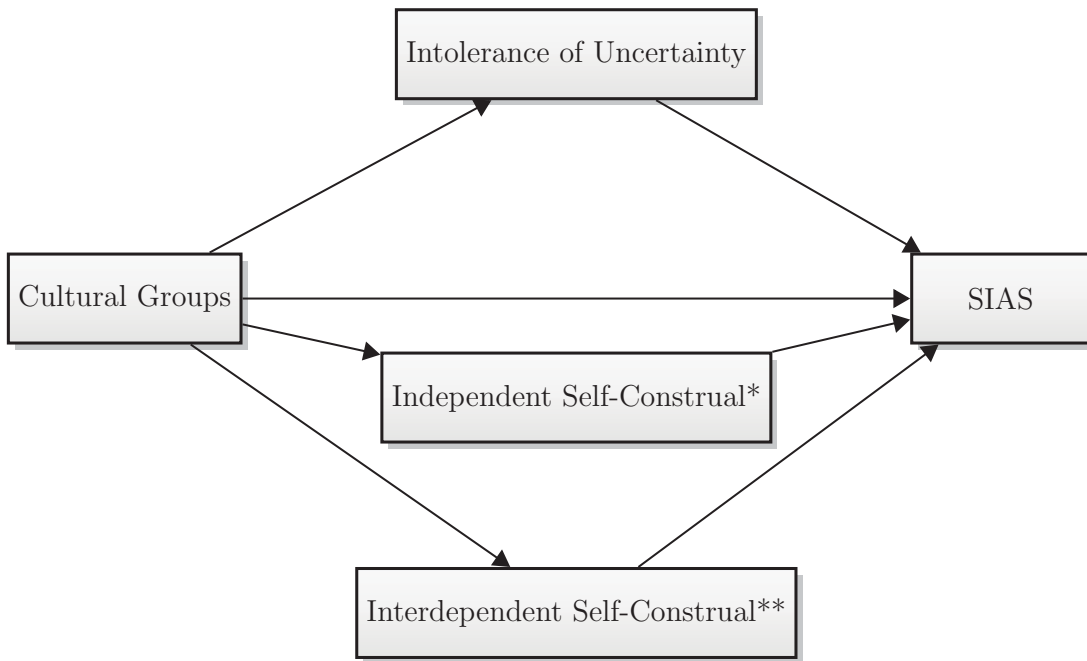 Intolerance of Uncertainty
Cultural Groups
SIAS
Independent Self-Construal*
Interdependent Self-Construal**